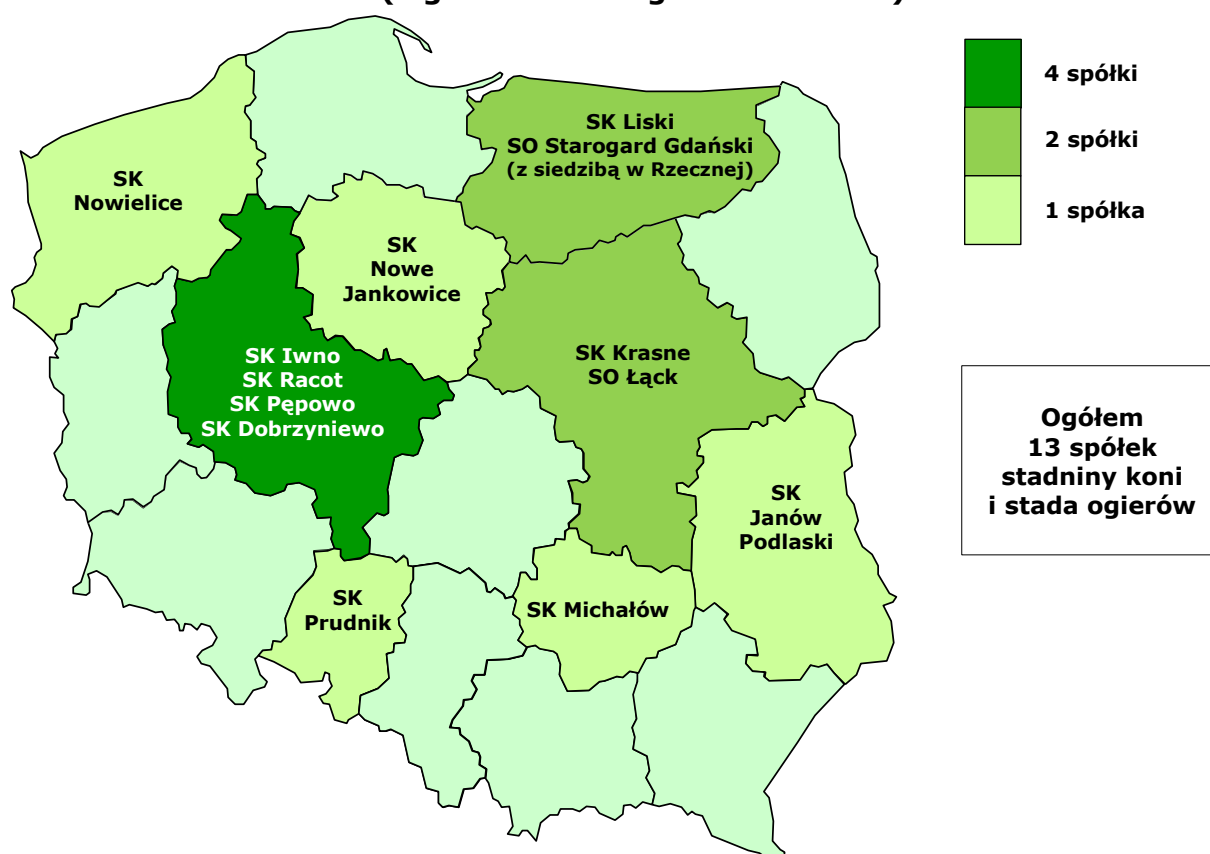 SK Liski
SO Starogard Gdański
(z siedzibą w Rzecznej)
SK
Nowielice
SK
Nowe
Jankowice
SK Iwno
SK Racot
SK Pępowo
SK Dobrzyniewo
SK Krasne
SO Łąck
SK
Janów
Podlaski
SK
Prudnik
SK Michałów
4 spółki
2 spółki
1 spółka
Ogółem
13 spółek
stadniny koni
i stada ogierów